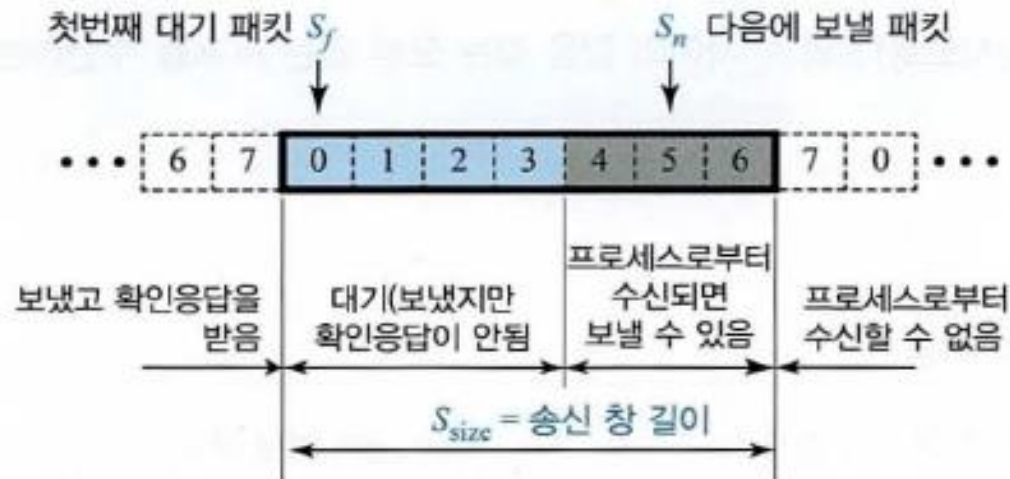 첫번째 대기 패킷 Sf
Sn 다음에 보낼 패킷
••• 6 7 0 1 2 3 4 5 6 7 0 •••
보냈고 확인응답을
받음
대기(보냈지만
확인응답이 안됨
프로세스로부터
수신되면
보낼 수 있음
프로세스로부터
수신할 수 없음
Ssize = 송신 창 길이